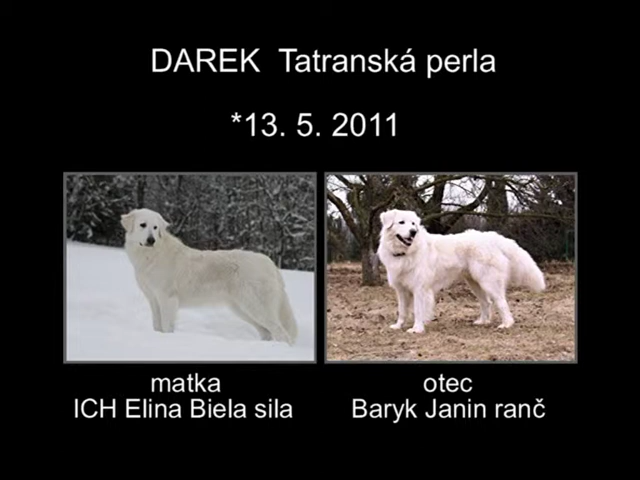 DAREK Tatranská perla
*13. 5. 2011
matka
ICH Elina Biela sila
otec
Baryk Janin ranč